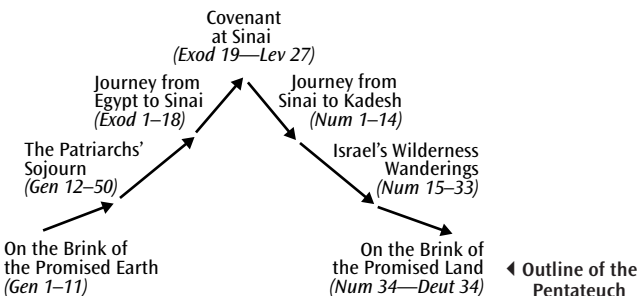 Covenant
at Sinai
(Exod 19—Lev 27)
Journey from
Egypt to Sinai
(Exod 1–18)
Journey from
Sinai to Kadesh
(Num 1–14)
The Patriarchs’
Sojourn
(Gen 12–50)
Israel’s Wilderness
Wanderings
(Num 15–33)
On the Brink of
the Promised Earth
(Gen 1–11)
On the Brink of
the Promised Land
(Num 34—Deut 34)
Outline of the
Pentateuch